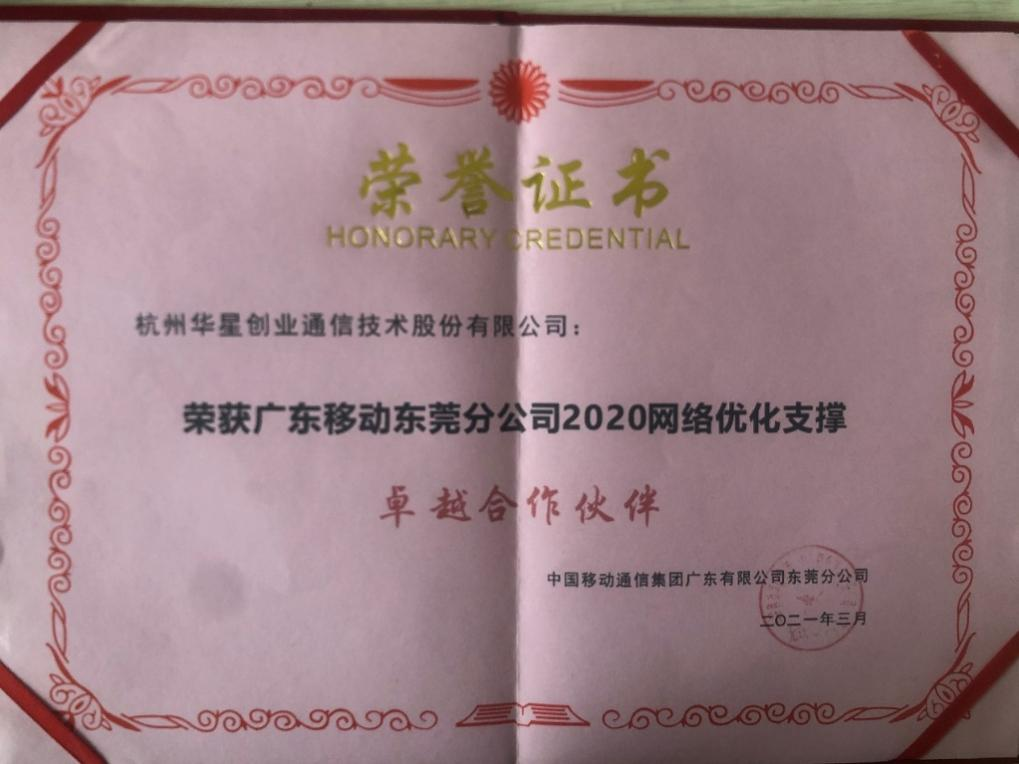 荣誉证书
HONORARY CREDENTIAL
杭州华星创业通信技术股份有限公司：
荣获广东移动东莞分公司2020网络优化支撑
卓越合作伙伴
中国移动通信集团广东有限公司东莞分公司
二〇二一年三月